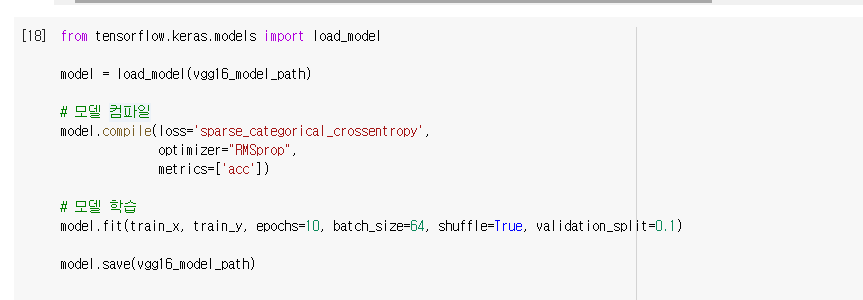 [18] from tensorflow.keras.models import load_model
model = load_model(vgg16_model_path)
# 모델 컴파일
model.compile(loss='sparse_categorical_crossentropy',
optimizer="RMSprop",
metrics=['acc'])
# 모델 학습
model.fit(train_x, train_y, epochs=10, batch_size=64, shuffle=True, validation_split=0.1)
model.save(vgg16_model_path)